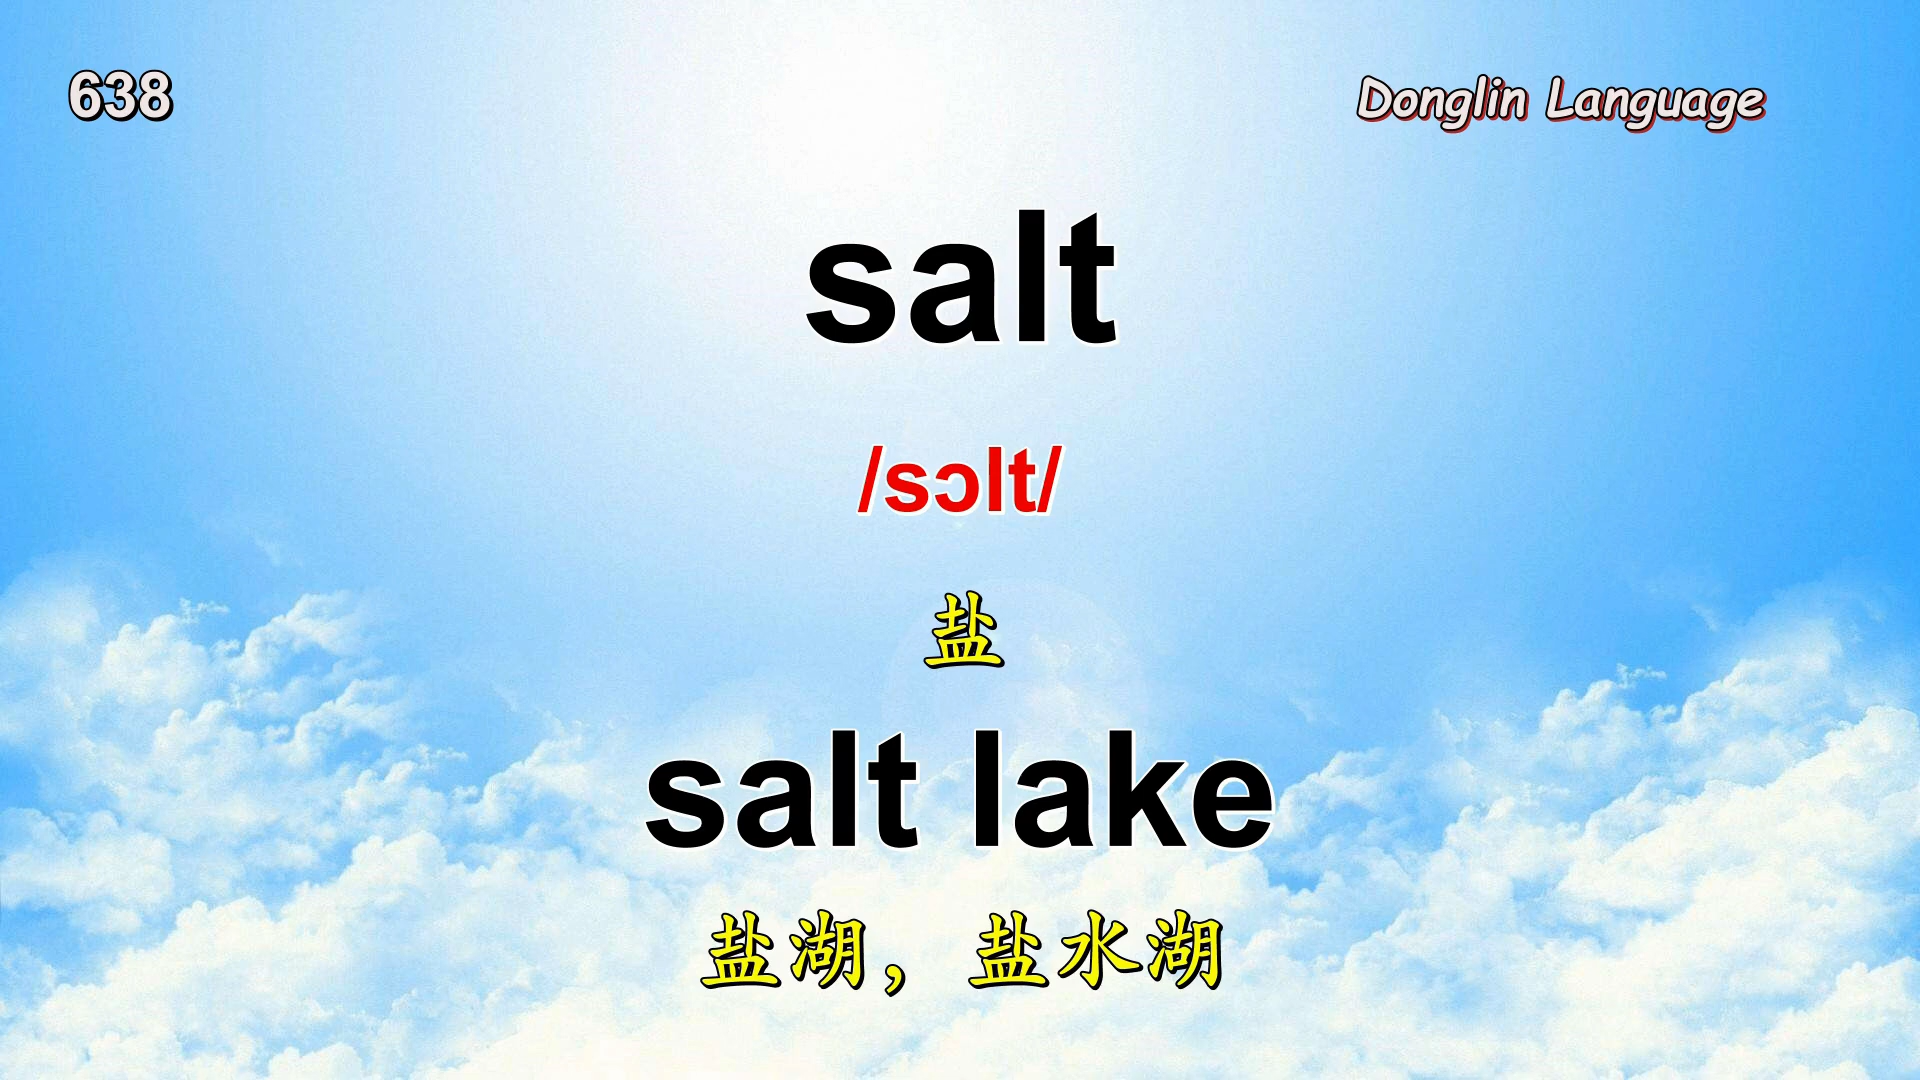 638
Donglin Language
salt
/sɔlt/
盐
salt lake
盐湖，盐水湖